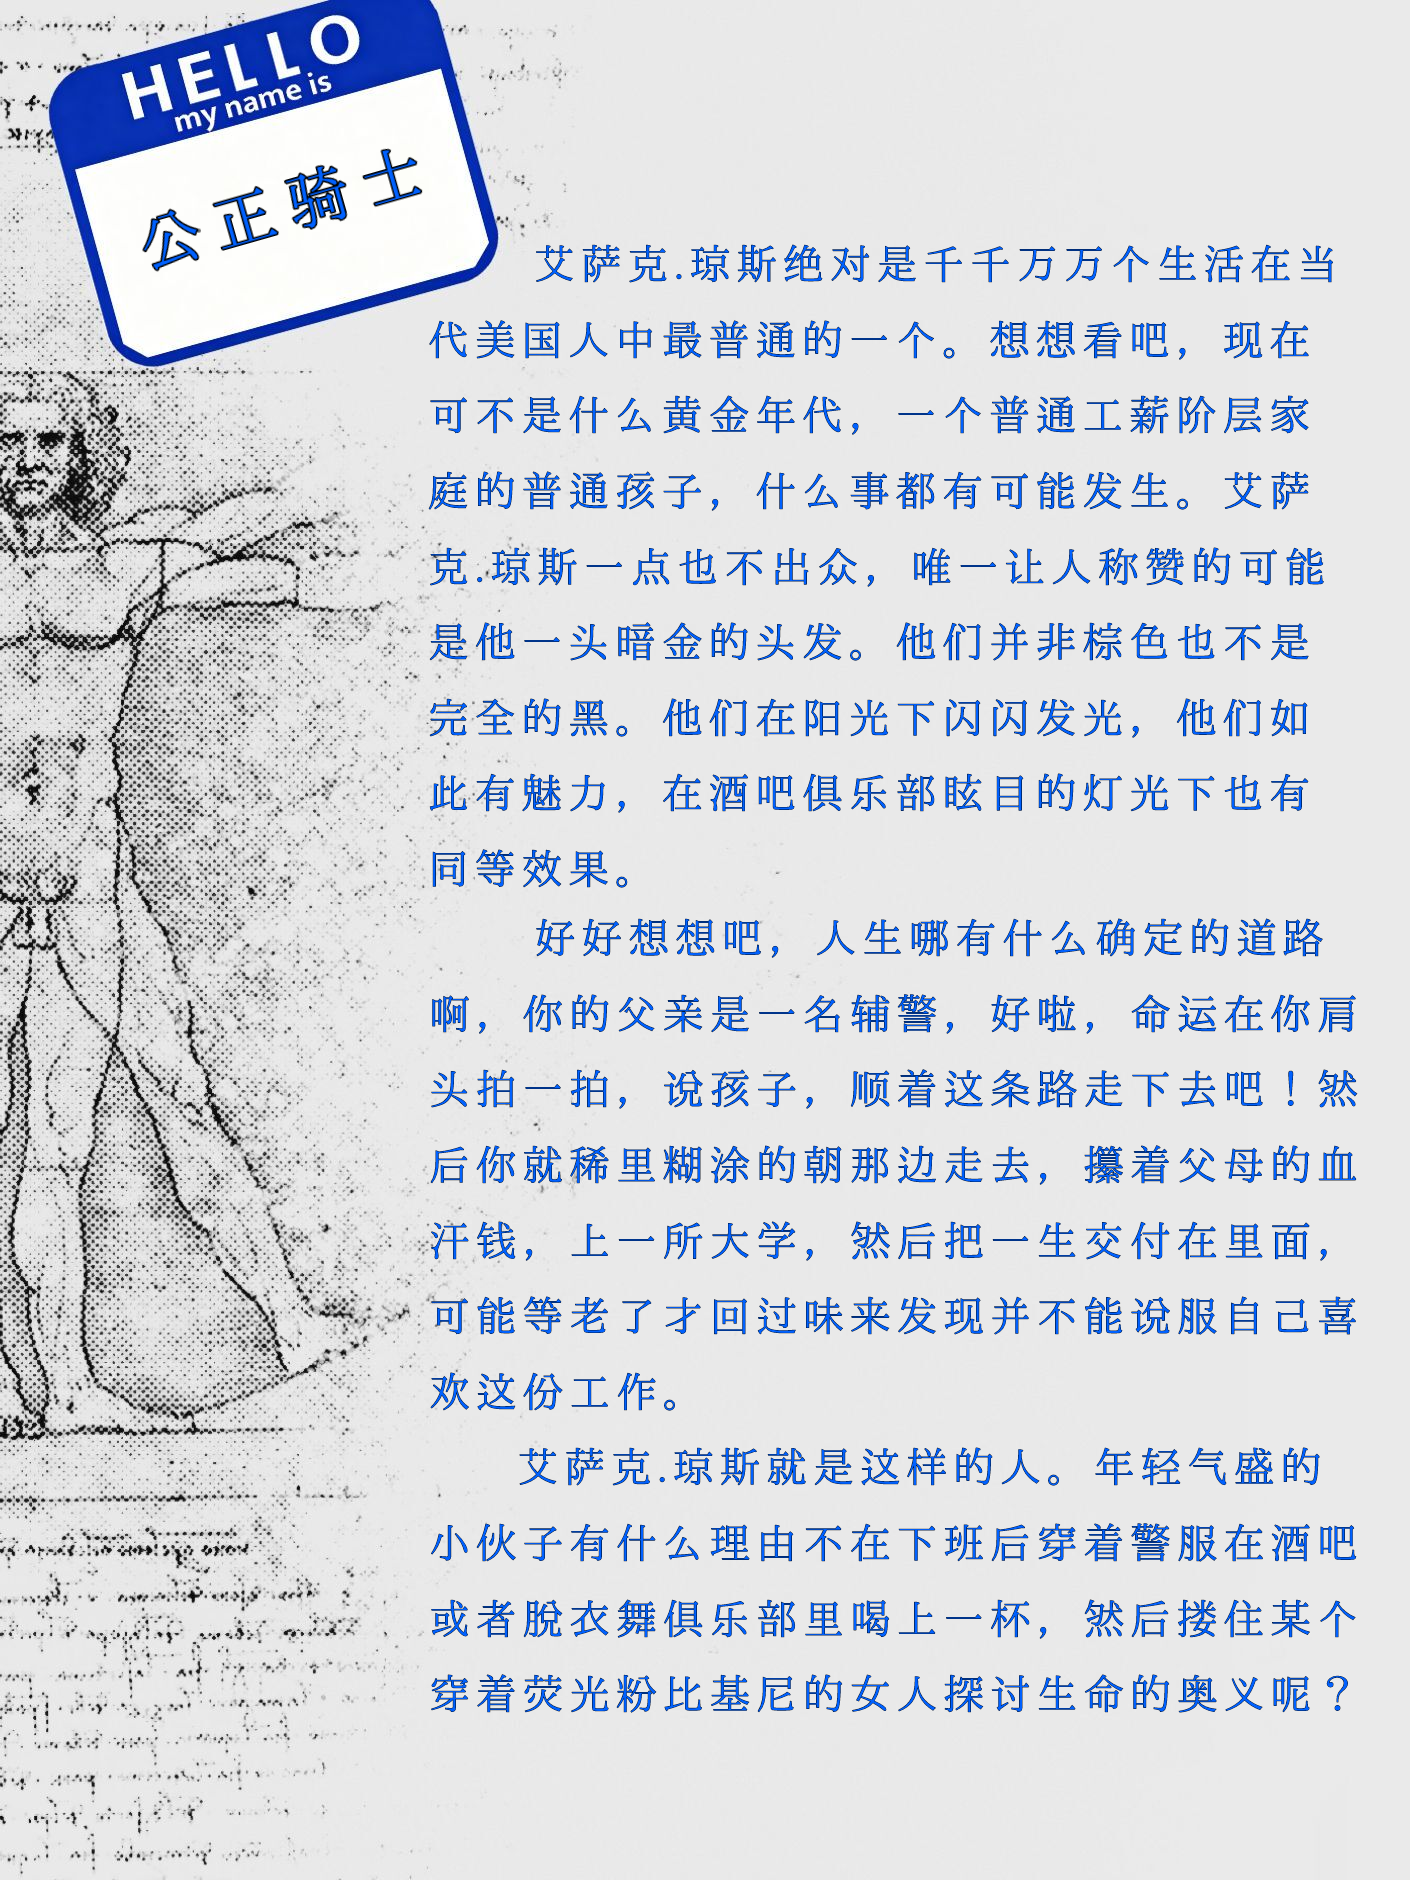 HELLO
my name is
公正骑士
艾萨克.琼斯绝对是千千万万个生活在当
代美国人中最普通的一个。想想看吧，现在
可不是什么黄金年代，一个普通工薪阶层家
庭的普通孩子，什么事都有可能发生。艾萨
克.琼斯一点也不出众，唯一让人称赞的可能
是他一头暗金的头发。他们并非棕色也不是
完全的黑。他们在阳光下闪闪发光，他们如
此有魅力，在酒吧俱乐部眩目的灯光下也有
同等效果。
好好想想吧，人生哪有什么确定的道路
啊，你的父亲是一名辅警，好啦，命运在你肩
头拍一拍，说孩子，顺着这条路走下去吧！然
后你就稀里糊涂的朝那边走去，攥着父母的血
汗钱，上一所大学，然后把一生交付在里面，
可能等老了才回过味来发现并不能说服自己喜
欢这份工作。
艾萨克.琼斯就是这样的人。年轻气盛的
小伙子有什么理由不在下班后穿着警服在酒吧
或者脱衣舞俱乐部里喝上一杯，然后搂住某个
穿着荧光粉比基尼的女人探讨生命的奥义呢？